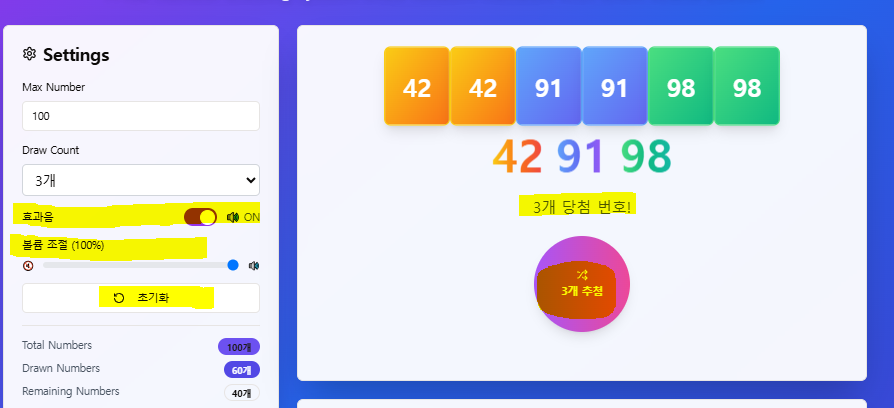 Settings
Max Number
100
Draw Count
3개
효과음 ON
볼륨 조절 (100%)
초기화
Total Numbers 100개
Drawn Numbers 60개
Remaining Numbers 40개
42 42 91 91 98 98
42 91 98
3개 당첨 번호!
3개 추첨